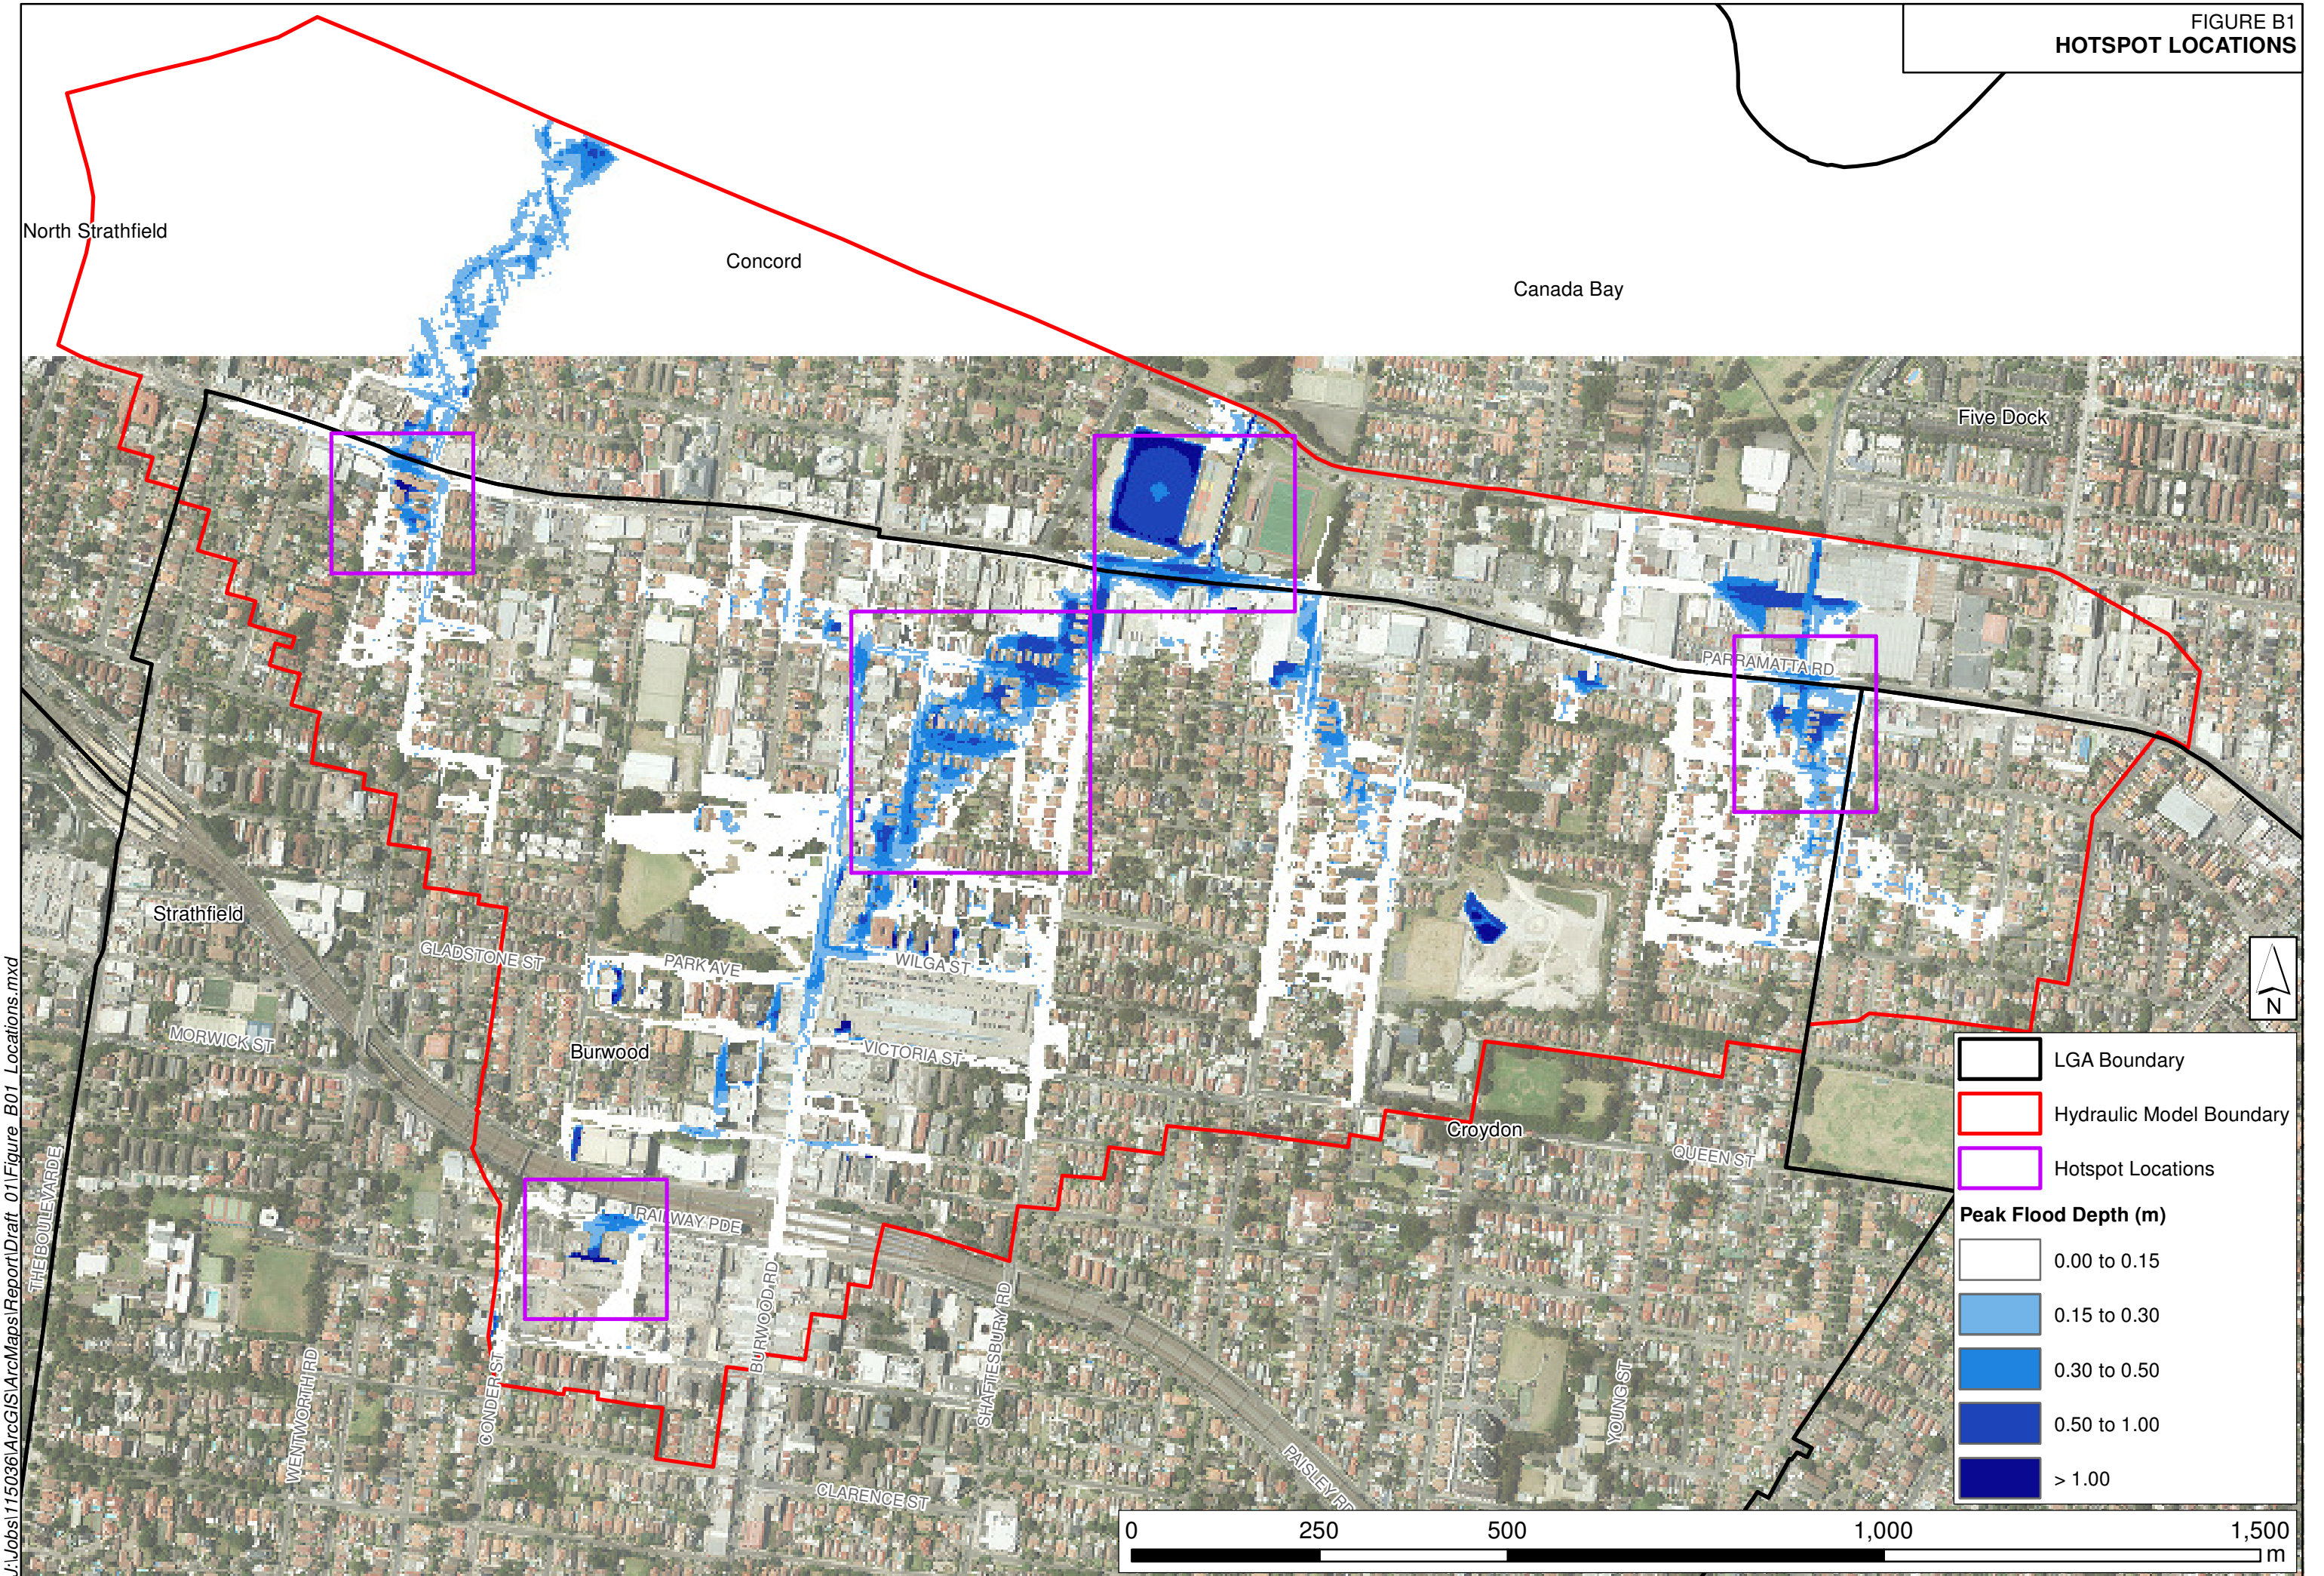 FIGURE B1
HOTSPOT LOCATIONS
North Strathfield
Concord
Canada Bay
Five Dock
PARRAMATTA RD
Strathfield
GLADSTONE ST
PARK AVE
WILGA ST
MORWICK ST
Burwood
VICTORIA ST
Croydon
QUEEN ST
THE BOULEVARDE
RAILWAY PDE
BURWOOD RD
SHAFTESBURY RD
WENTWORTH RD
CONDER ST
YOUNG ST
PAISLEY RD
CLARENCE ST
N
LGA Boundary
Hydraulic Model Boundary
Hotspot Locations
Peak Flood Depth (m)
0.00 to 0.15
0.15 to 0.30
0.30 to 0.50
0.50 to 1.00
> 1.00
0 250 500 1,000 1,500
m
J:\Jobs\115036\ArcGIS\ArcMaps\Report\Draft_01\Figure_B01_Locations.mxd